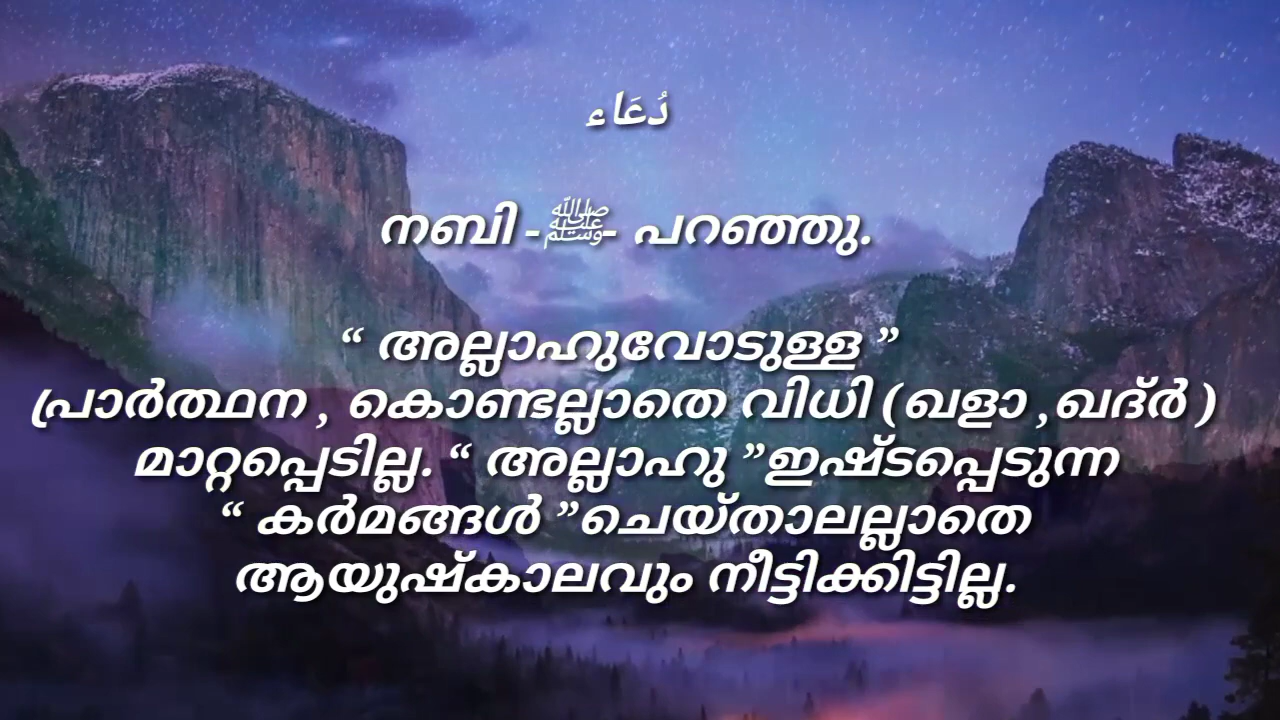 دُعَاء
നബി -ﷺ- പറഞ്ഞു.
“ അല്ലാഹുവോടുള്ള ”
പ്രാർത്ഥന , കൊണ്ടല്ലാതെ വിധി (ഖളാ ,ഖദ്ർ )
മാറ്റപ്പെടില്ല. “ അല്ലാഹു ”ഇഷ്ടപ്പെടുന്ന
“ കർമങ്ങൾ ”ചെയ്താലല്ലാതെ
ആയുഷ്കാലവും നീട്ടിക്കിട്ടില്ല.